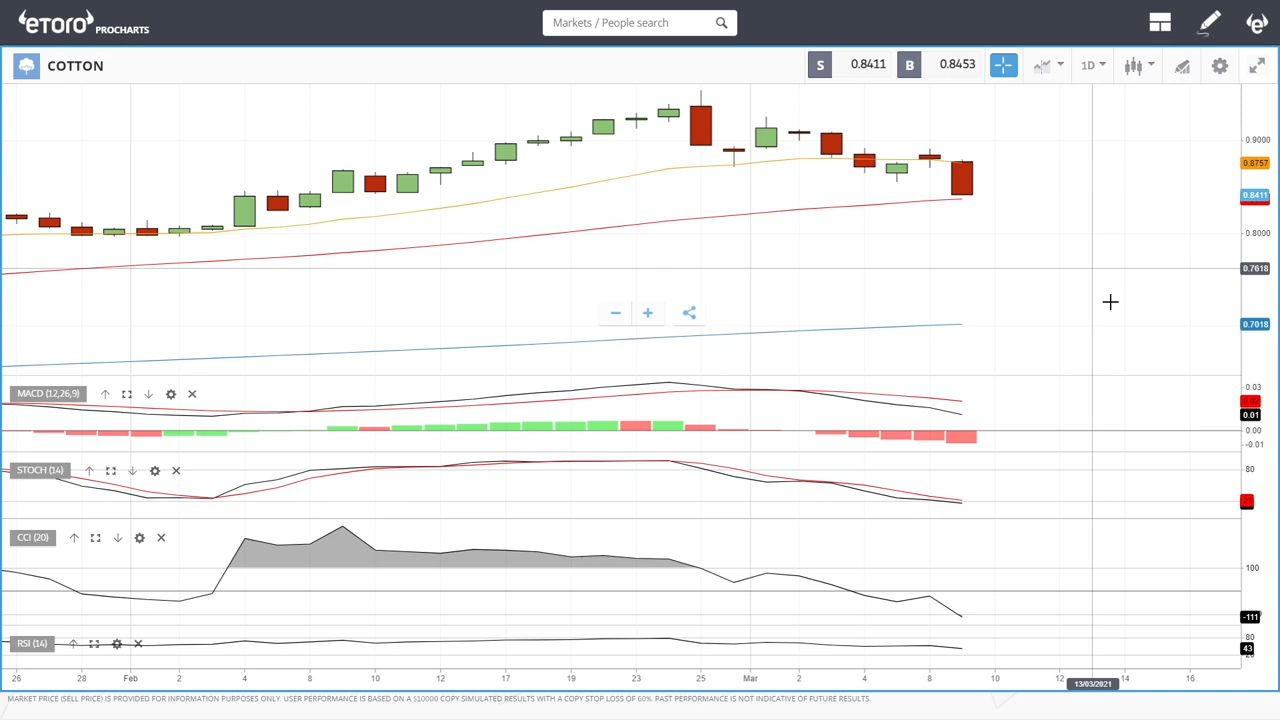 eTORO PROCHARTS
Markets / People search
COTTON
S 0.8411 B 0.8453
1D
0.9000
0.8757
0.8411
0.8000
0.7618
0.7018
MACD (12,26,9)
0.03
0.02
0.01
0.00
-0.01
STOCH (14)
80
27
CCI (20)
100
-111
RSI (14)
80
43
26 28 Feb 2 4 8 10 12 17 19 23 25 Mar 2 4 8 10 12 14 16
13/03/2021
MARKET PRICE (SELL PRICE) IS PROVIDED FOR INFORMATION PURPOSES ONLY. USER PERFORMANCE IS BASED ON A $10000 COPY SIMULATED RESULTS WITH A COPY STOP LOSS OF 60%. PAST PERFORMANCE IS NOT INDICATIVE OF FUTURE RESULTS.